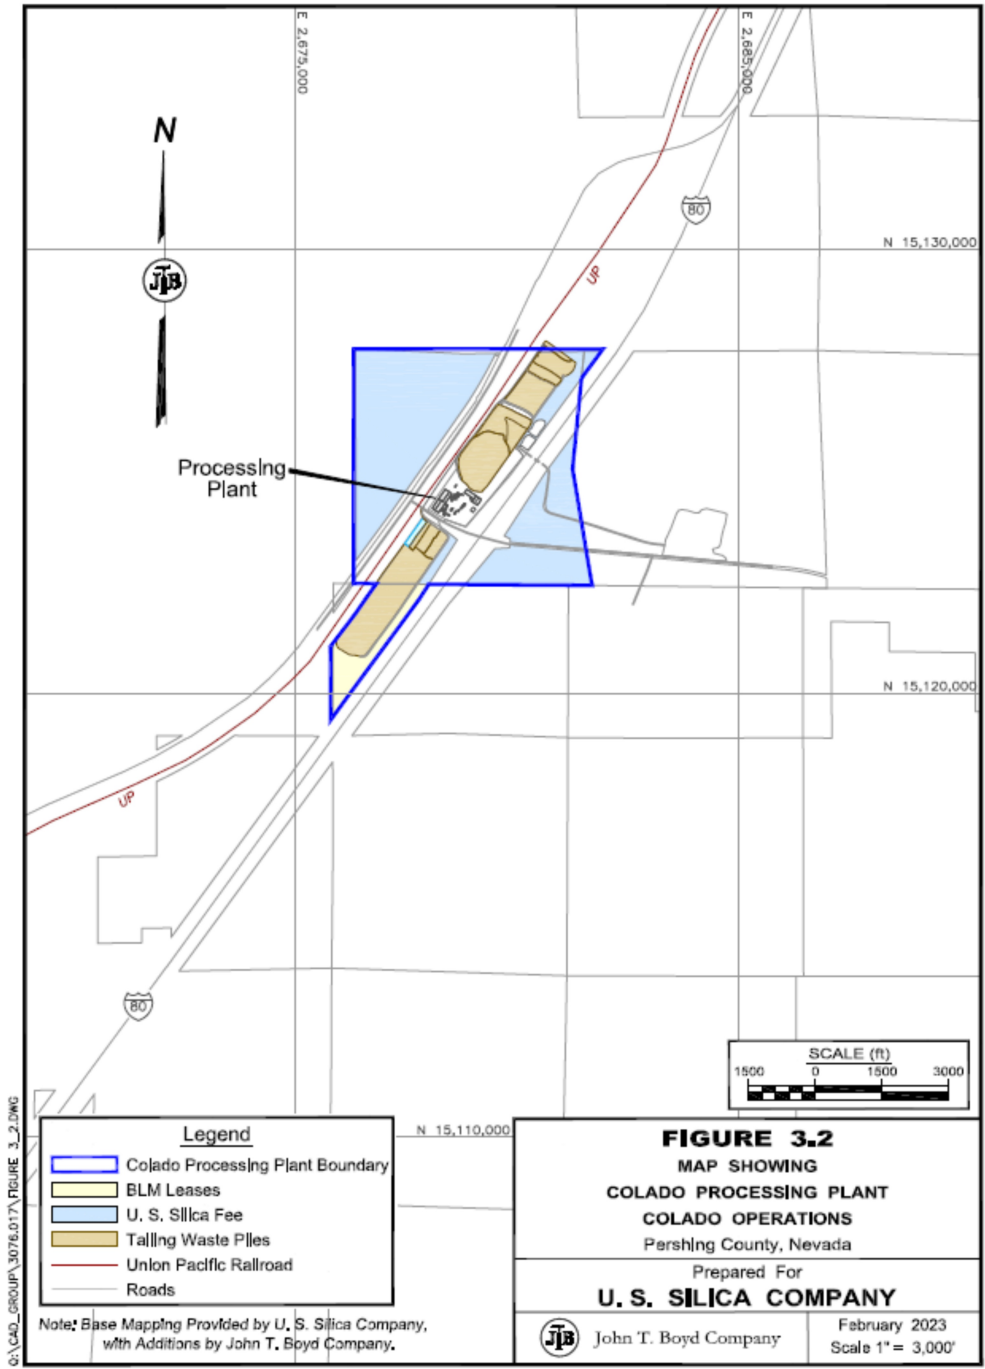 E 2,675,000
E 2,685,000
N
80
N 15,130,000
JTB
UP
Processing
Plant
N 15,120,000
UP
80
SCALE (ft)
1500 0 1500 3000
N 15,110,000
Legend
Colado Processing Plant Boundary
BLM Leases
U. S. Silica Fee
Tailing Waste Piles
Union Pacific Railroad
Roads
Note: Base Mapping Provided by U. S. Silica Company,
with Additions by John T. Boyd Company.
Q:\CAD_GROUP\3076.017\FIGURE 3_2.DWG
FIGURE 3.2
MAP SHOWING
COLADO PROCESSING PLANT
COLADO OPERATIONS
Pershing County, Nevada
Prepared For
U. S. SILICA COMPANY
JTB John T. Boyd Company
February 2023
Scale 1" = 3,000'